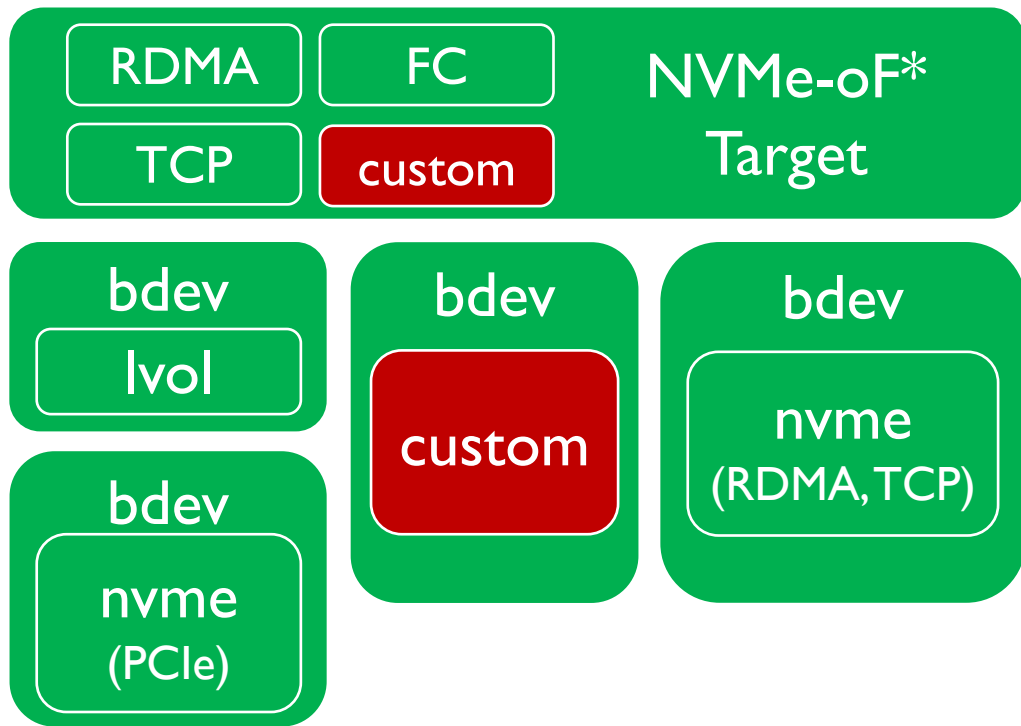 RDMA
FC
TCP
custom
NVMe-oF*
Target
bdev
lvol
bdev
nvme
(PCIe)
bdev
custom
bdev
nvme
(RDMA, TCP)